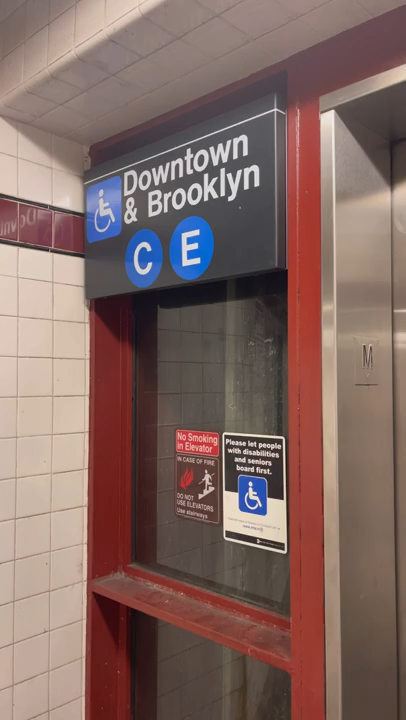 Downtown
& Brooklyn
C E
M
No Smoking
in Elevator
IN CASE OF FIRE
DO NOT
USE ELEVATORS
Use stairways
Please let people
with disabilities
and seniors
board first.